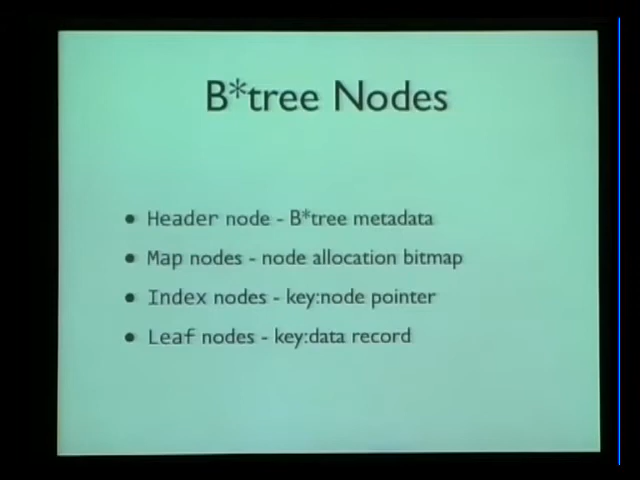 B*tree Nodes
• Header node - B*tree metadata
• Map nodes - node allocation bitmap
• Index nodes - key:node pointer
• Leaf nodes - key:data record